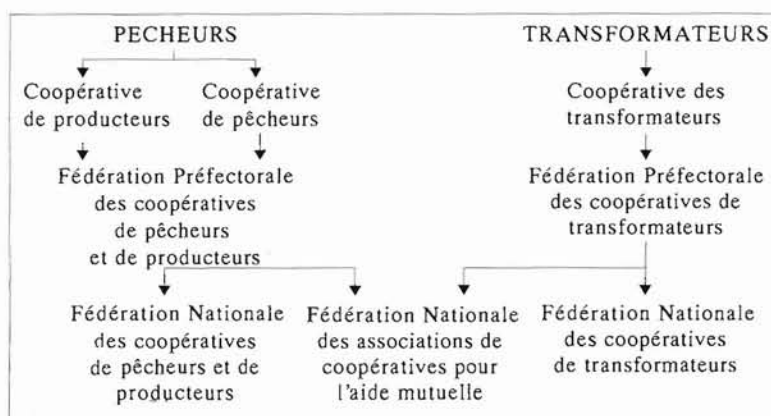 PECHEURS
TRANSFORMATEURS
Coopérative
de producteurs
Coopérative
de pêcheurs
Coopérative des
transformateurs
Fédération Préfectorale
des coopératives
de pêcheurs
et de producteurs
Fédération Préfectorale
des coopératives de
transformateurs
Fédération Nationale
des coopératives
de pêcheurs et de
producteurs
Fédération Nationale
des associations de
coopératives pour
l'aide mutuelle
Fédération Nationale
des coopératives
de transformateurs